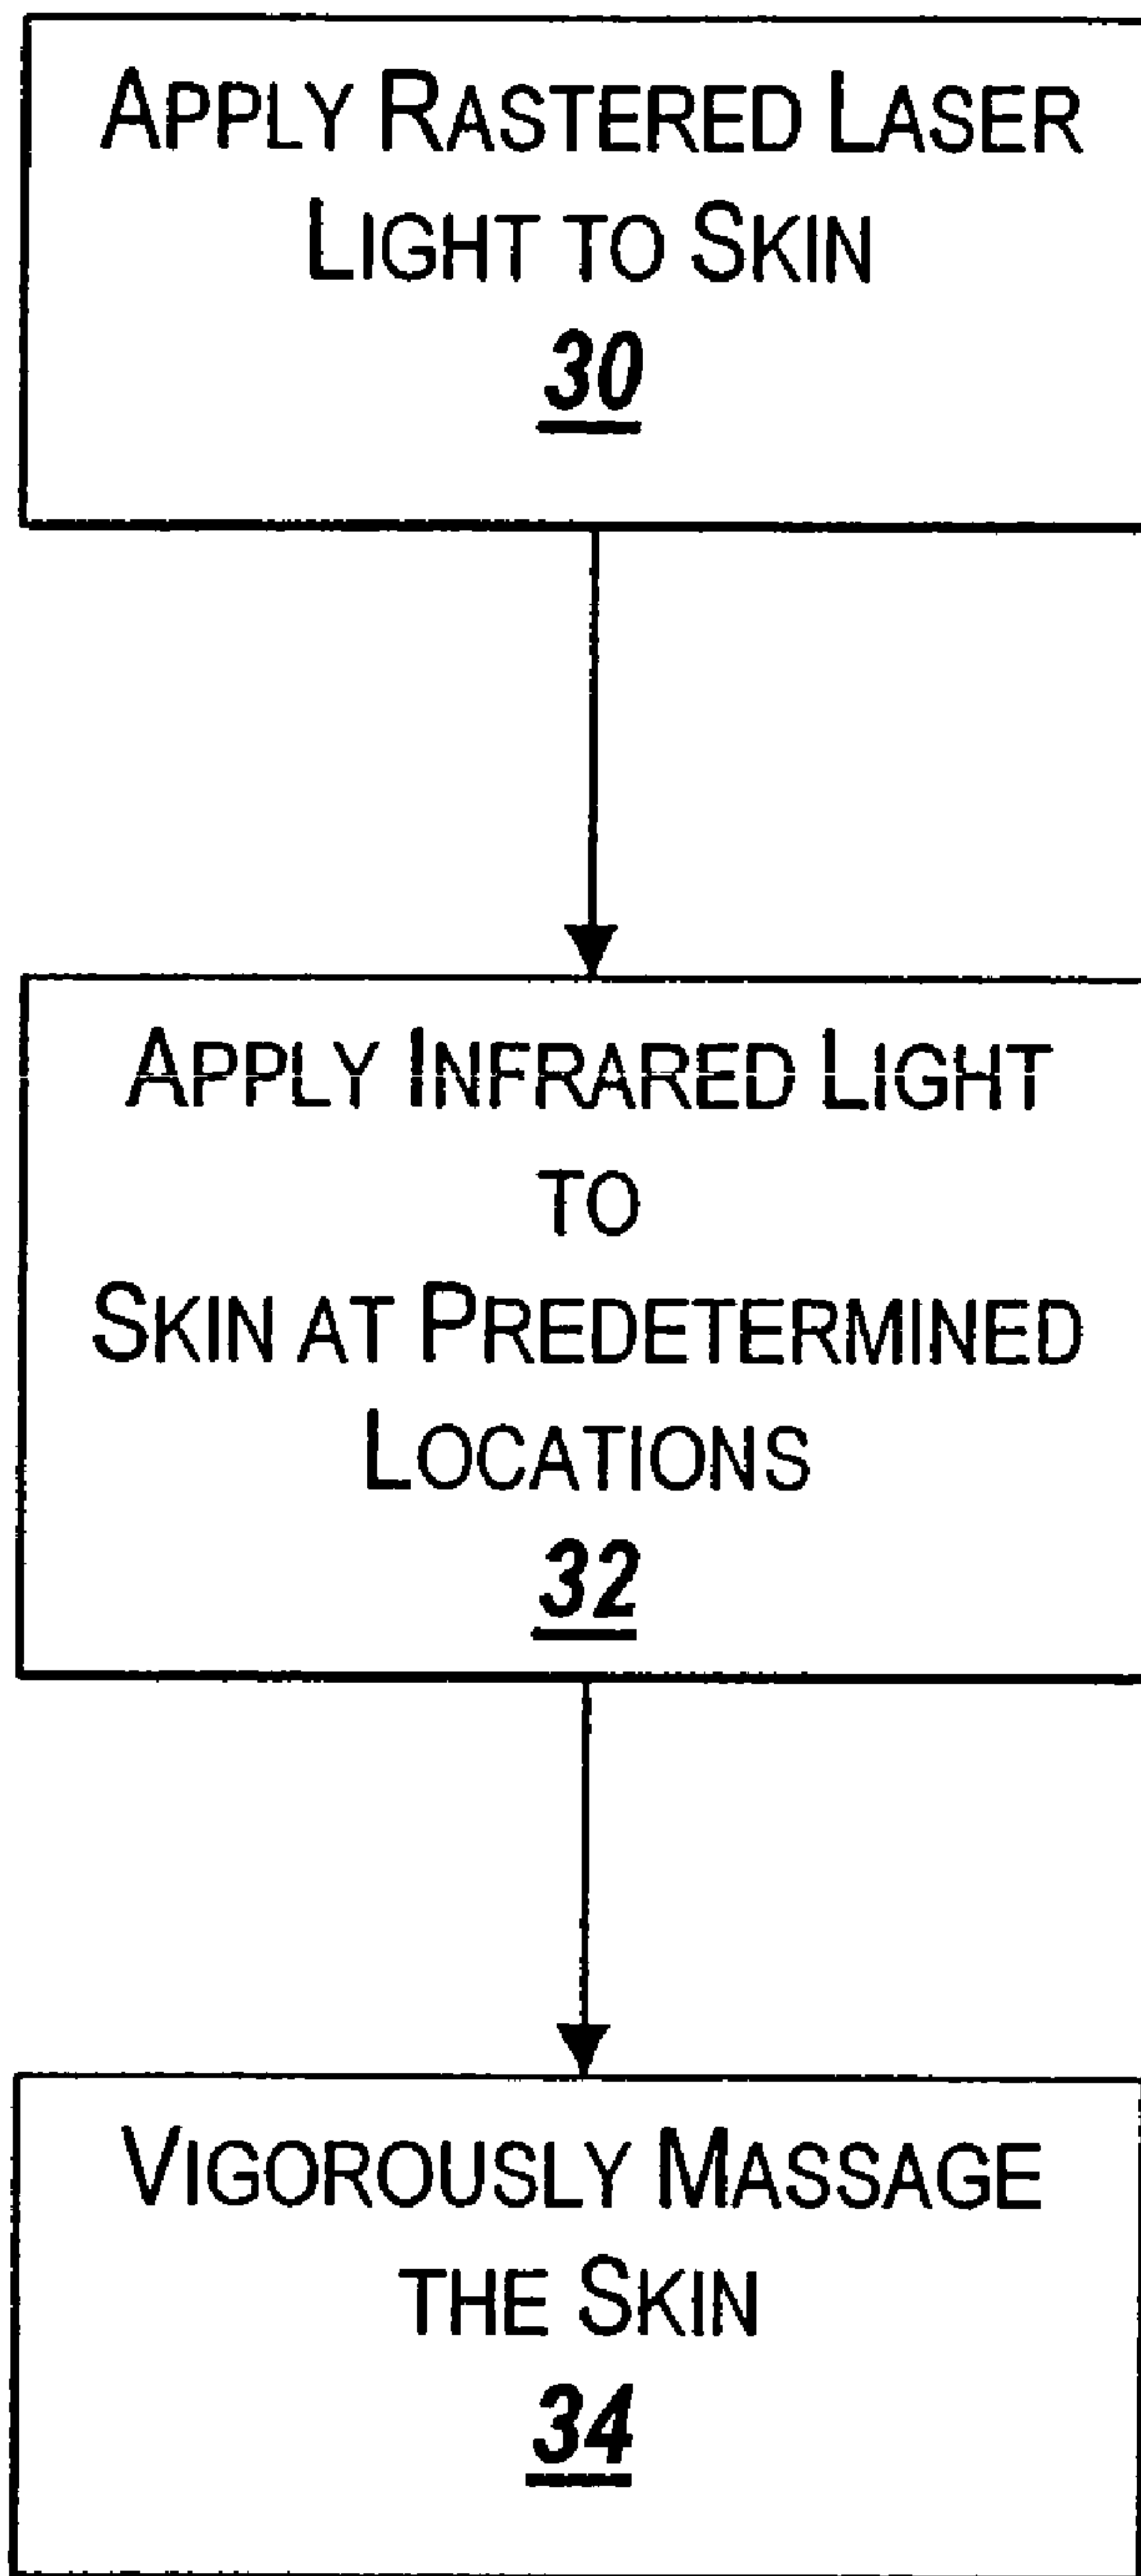 APPLY RASTERED LASER
LIGHT TO SKIN
30
APPLY INFRARED LIGHT
TO
SKIN AT PREDETERMINED
LOCATIONS
32
VIGOROUSLY MASSAGE
THE SKIN
34